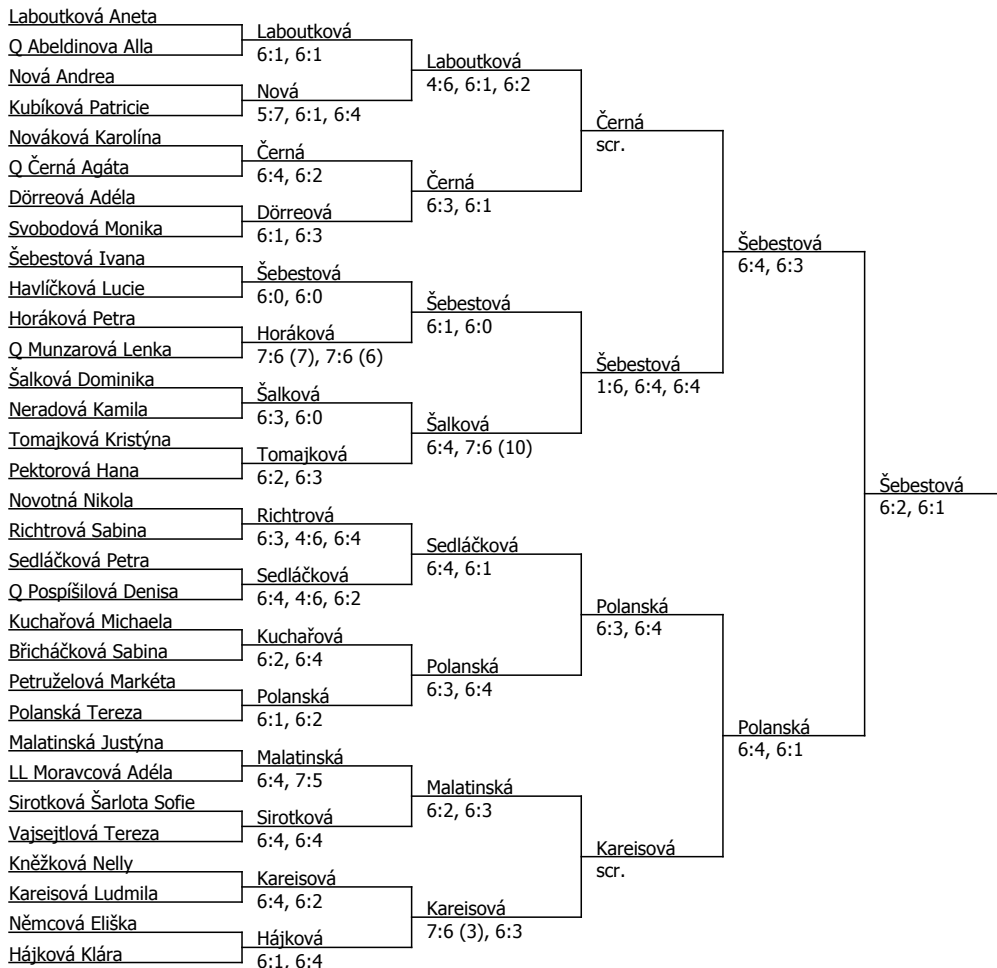 Laboutková Aneta
Q Abeldinova Alla
Nová Andrea
Kubíková Patricie
Nováková Karolína
Q Černá Agáta
Dörreová Adéla
Svobodová Monika
Šebestová Ivana
Havlíčková Lucie
Horáková Petra
Q Munzarová Lenka
Šalková Dominika
Neradová Kamila
Tomajková Kristýna
Pektorová Hana
Novotná Nikola
Richtrová Sabina
Sedláčková Petra
Q Pospíšilová Denisa
Kuchařová Michaela
Břicháčková Sabina
Petruželová Markéta
Polanská Tereza
Malatinská Justýna
LL Moravcová Adéla
Sirotková Šarlota Sofie
Vajsejtlová Tereza
Kněžková Nelly
Kareisová Ludmila
Němcová Eliška
Hájková Klára
Laboutková
6:1, 6:1
Nová
5:7, 6:1, 6:4
Černá
6:4, 6:2
Dörreová
6:1, 6:3
Šebestová
6:0, 6:0
Horáková
7:6 (7), 7:6 (6)
Šalková
6:3, 6:0
Tomajková
6:2, 6:3
Richtrová
6:3, 4:6, 6:4
Sedláčková
6:4, 4:6, 6:2
Kuchařová
6:2, 6:4
Polanská
6:1, 6:2
Malatinská
6:4, 7:5
Sirotková
6:4, 6:4
Kareisová
6:4, 6:2
Hájková
6:1, 6:4
Laboutková
4:6, 6:1, 6:2
Černá
6:3, 6:1
Šebestová
6:1, 6:0
Šalková
6:4, 7:6 (10)
Sedláčková
6:4, 6:1
Polanská
6:3, 6:4
Malatinská
6:2, 6:3
Kareisová
7:6 (3), 6:3
Černá
scr.
Šebestová
1:6, 6:4, 6:4
Polanská
6:3, 6:4
Kareisová
scr.
Šebestová
6:4, 6:3
Polanská
6:4, 6:1
Šebestová
6:2, 6:1